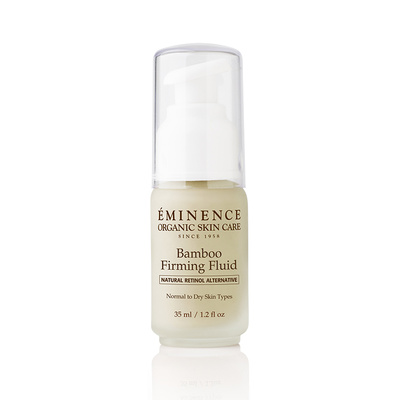 ÉMINENCE
ORGANIC SKIN CARE
SINCE 1958
Bamboo
Firming Fluid
NATURAL RETINOL ALTERNATIVE
Normal to Dry Skin Types
35 ml / 1.2 fl oz